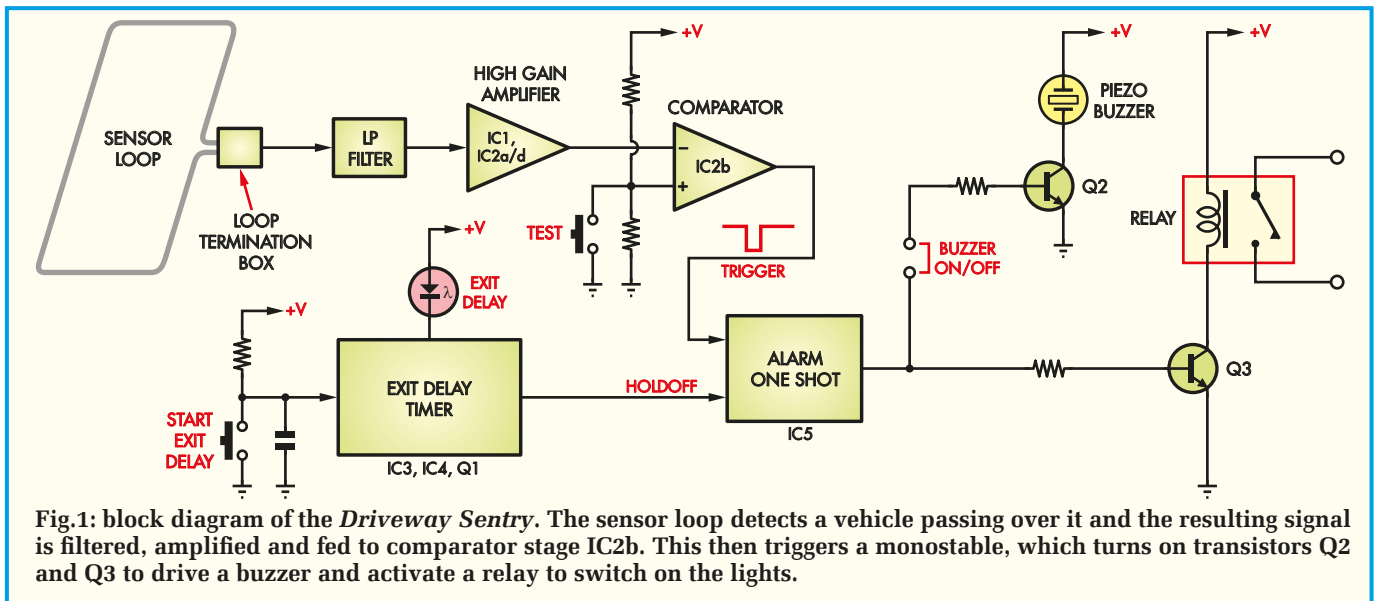 +V
+V
+V
HIGH GAIN
AMPLIFIER
COMPARATOR
PIEZO
BUZZER
SENSOR
LOOP
LP
FILTER
IC1,
IC2a/d
–
+
IC2b
Q2
LOOP
TERMINATION
BOX
TEST
TRIGGER
BUZZER
ON/OFF
RELAY
+V
EXIT
DELAY
λ
+V
START
EXIT
DELAY
EXIT DELAY
TIMER
IC3, IC4, Q1
HOLDOFF
ALARM
ONE SHOT
IC5
Q3
Fig.1: block diagram of the Driveway Sentry. The sensor loop detects a vehicle passing over it and the resulting signal
is filtered, amplified and fed to comparator stage IC2b. This then triggers a monostable, which turns on transistors Q2
and Q3 to drive a buzzer and activate a relay to switch on the lights.